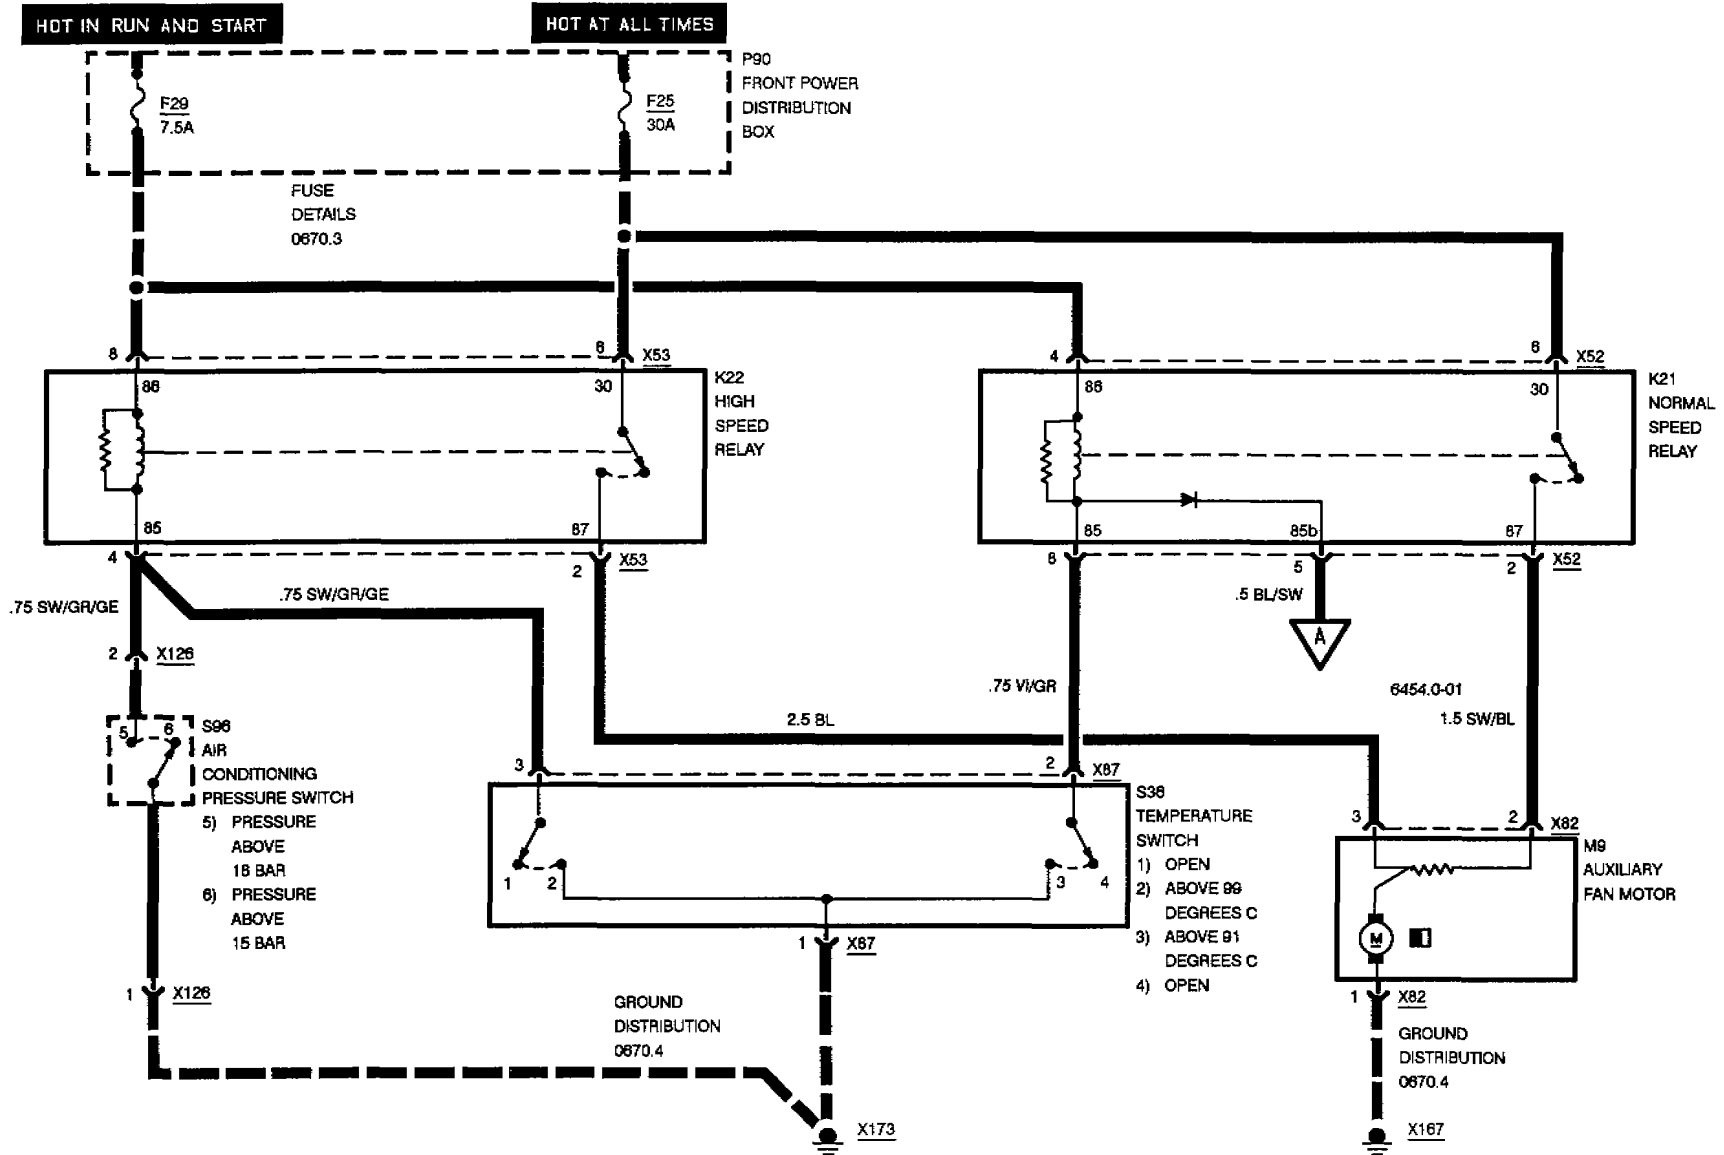 HOT IN RUN AND START
HOT AT ALL TIMES
P90
FRONT POWER
DISTRIBUTION
BOX
F29
7.5A
F25
30A
FUSE
DETAILS
0670.3
8
6
X53
4
6
X52
86
30
K22
HIGH
SPEED
RELAY
86
30
K21
NORMAL
SPEED
RELAY
85
87
85
85b
87
4
2
X53
8
5
2
X52
.75 SW/GR/GE
.75 SW/GR/GE
.5 BL/SW
A
2
X126
.75 VI/GR
6454.0-01
1.5 SW/BL
2.5 BL
5
6
S96
AIR
CONDITIONING
PRESSURE SWITCH
5) PRESSURE
ABOVE
18 BAR
6) PRESSURE
ABOVE
15 BAR
3
2
X87
S36
TEMPERATURE
SWITCH
1) OPEN
2) ABOVE 99
DEGREES C
3) ABOVE 91
DEGREES C
4) OPEN
1
2
3
4
3
2
X82
M9
AUXILIARY
FAN MOTOR
M
1
X87
1
X126
1
X82
GROUND
DISTRIBUTION
0670.4
GROUND
DISTRIBUTION
0670.4
X173
X167